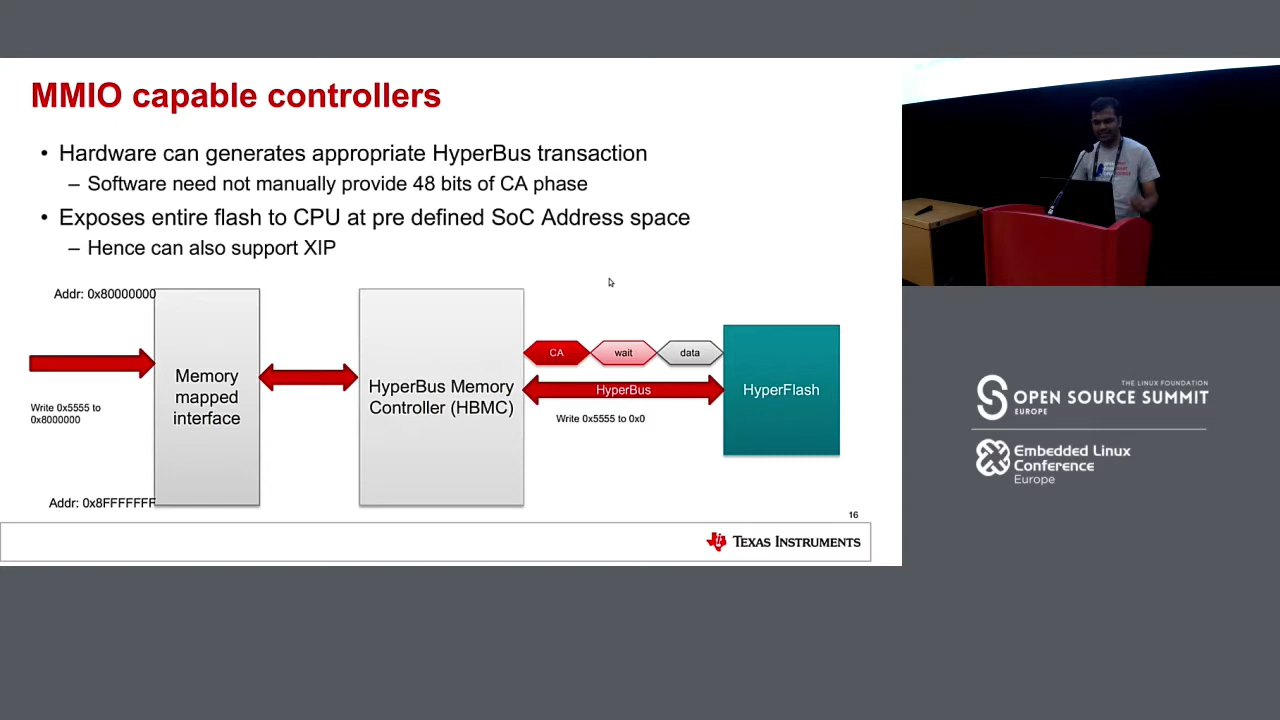 MMIO capable controllers
• Hardware can generates appropriate HyperBus transaction
– Software need not manually provide 48 bits of CA phase
• Exposes entire flash to CPU at pre defined SoC Address space
– Hence can also support XIP
Addr: 0x80000000
Write 0x5555 to
0x8000000
Addr: 0x8FFFFFFF
Memory
mapped
interface
HyperBus Memory
Controller (HBMC)
CA
wait
data
HyperBus
Write 0x5555 to 0x0
HyperFlash
16
TEXAS INSTRUMENTS
THE LINUX FOUNDATION
OPEN SOURCE SUMMIT
EUROPE
Embedded Linux
Conference
Europe